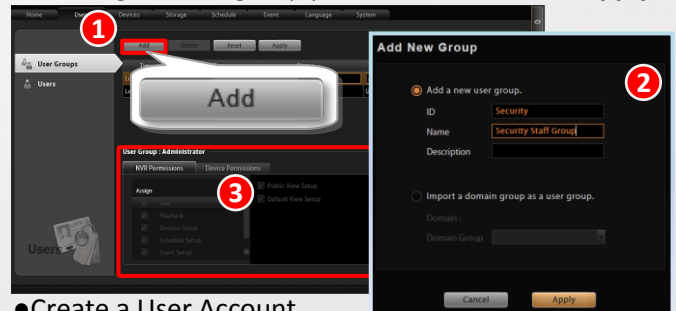 Home Users Devices Storage Schedule Event Language System
1
Add Delete Reset Apply
User Groups
Users
Add
User Group : Administrator
NVR Permissions Device Permissions
Assign
3
Live
Playback
Devices Setup
Schedule Setup
Event Setup
Public View Setup
Default View Setup
Users
Add New Group
2
Add a new user group.
ID Security
Name Security Staff Group
Description
Import a domain group as a user group.
Domain :
Domain Group
Cancel Apply
●Create a User Account